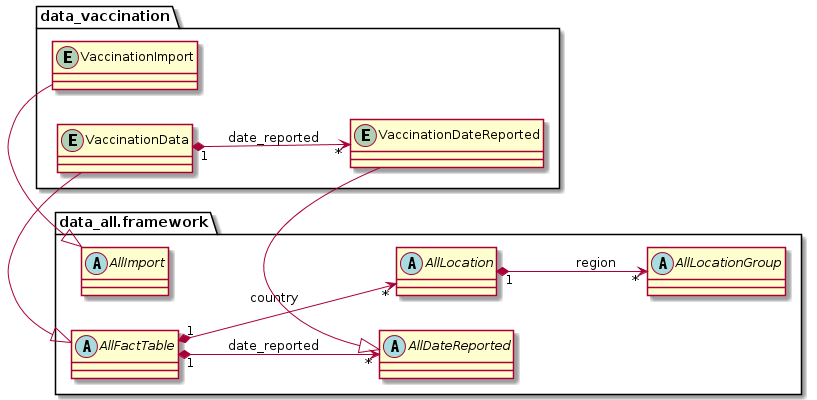 data_vaccination
E VaccinationImport
E VaccinationData
1
date_reported
*
E VaccinationDateReported
data_all.framework
A AllImport
A AllLocation
1
region
*
A AllLocationGroup
country
*
1
A AllFactTable
1
date_reported
*
A AllDateReported